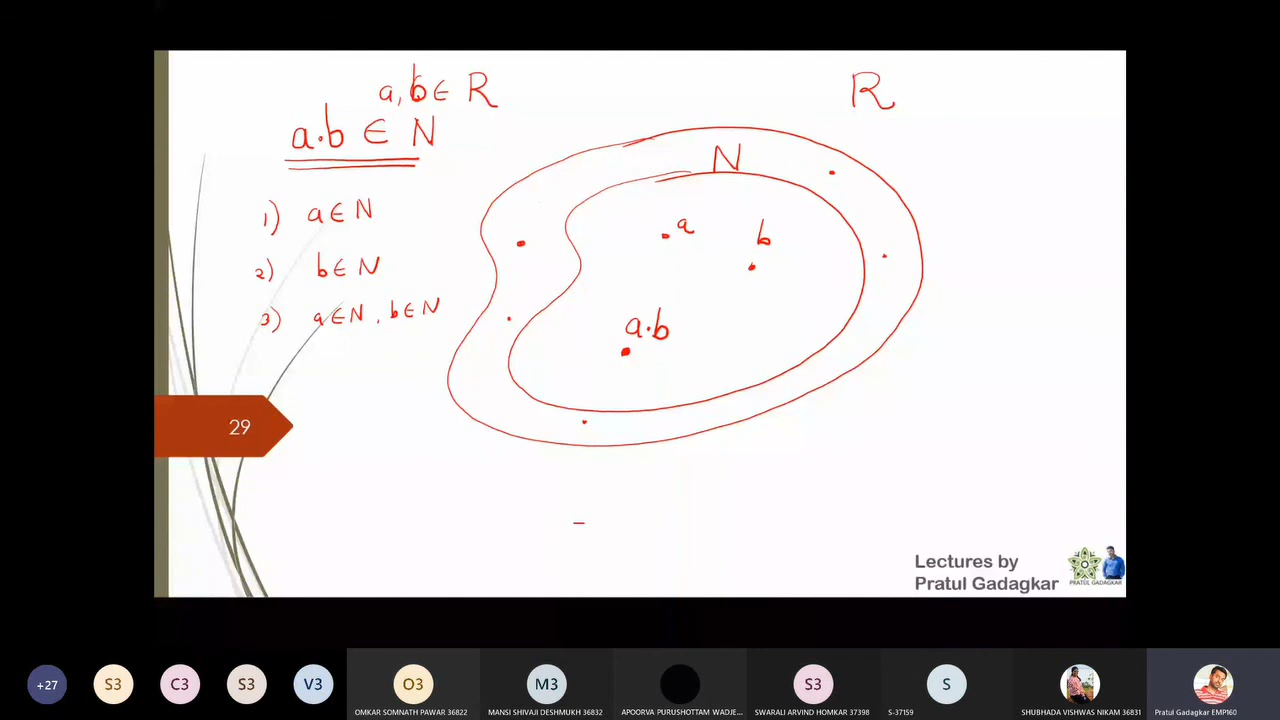 a, b ∈ R
R
a.b ∈ N
N
1) a ∈ N
a
b
2) b ∈ N
3) a ∈ N, b ∈ N
a.b
29
Lectures by
Pratul Gadagkar
PRATUL GADAGKAR
+27
S3
C3
S3
V3
O3
M3
S3
S
OMKAR SOMNATH PAWAR 36822
MANSI SHIVAJI DESHMUKH 36832
APOORVA PURUSHOTTAM WADJE...
SWARALI ARVIND HOMKAR 37398
S-37159
SHUBHADA VISHWAS NIKAM 36831
Pratul Gadagkar EMP160